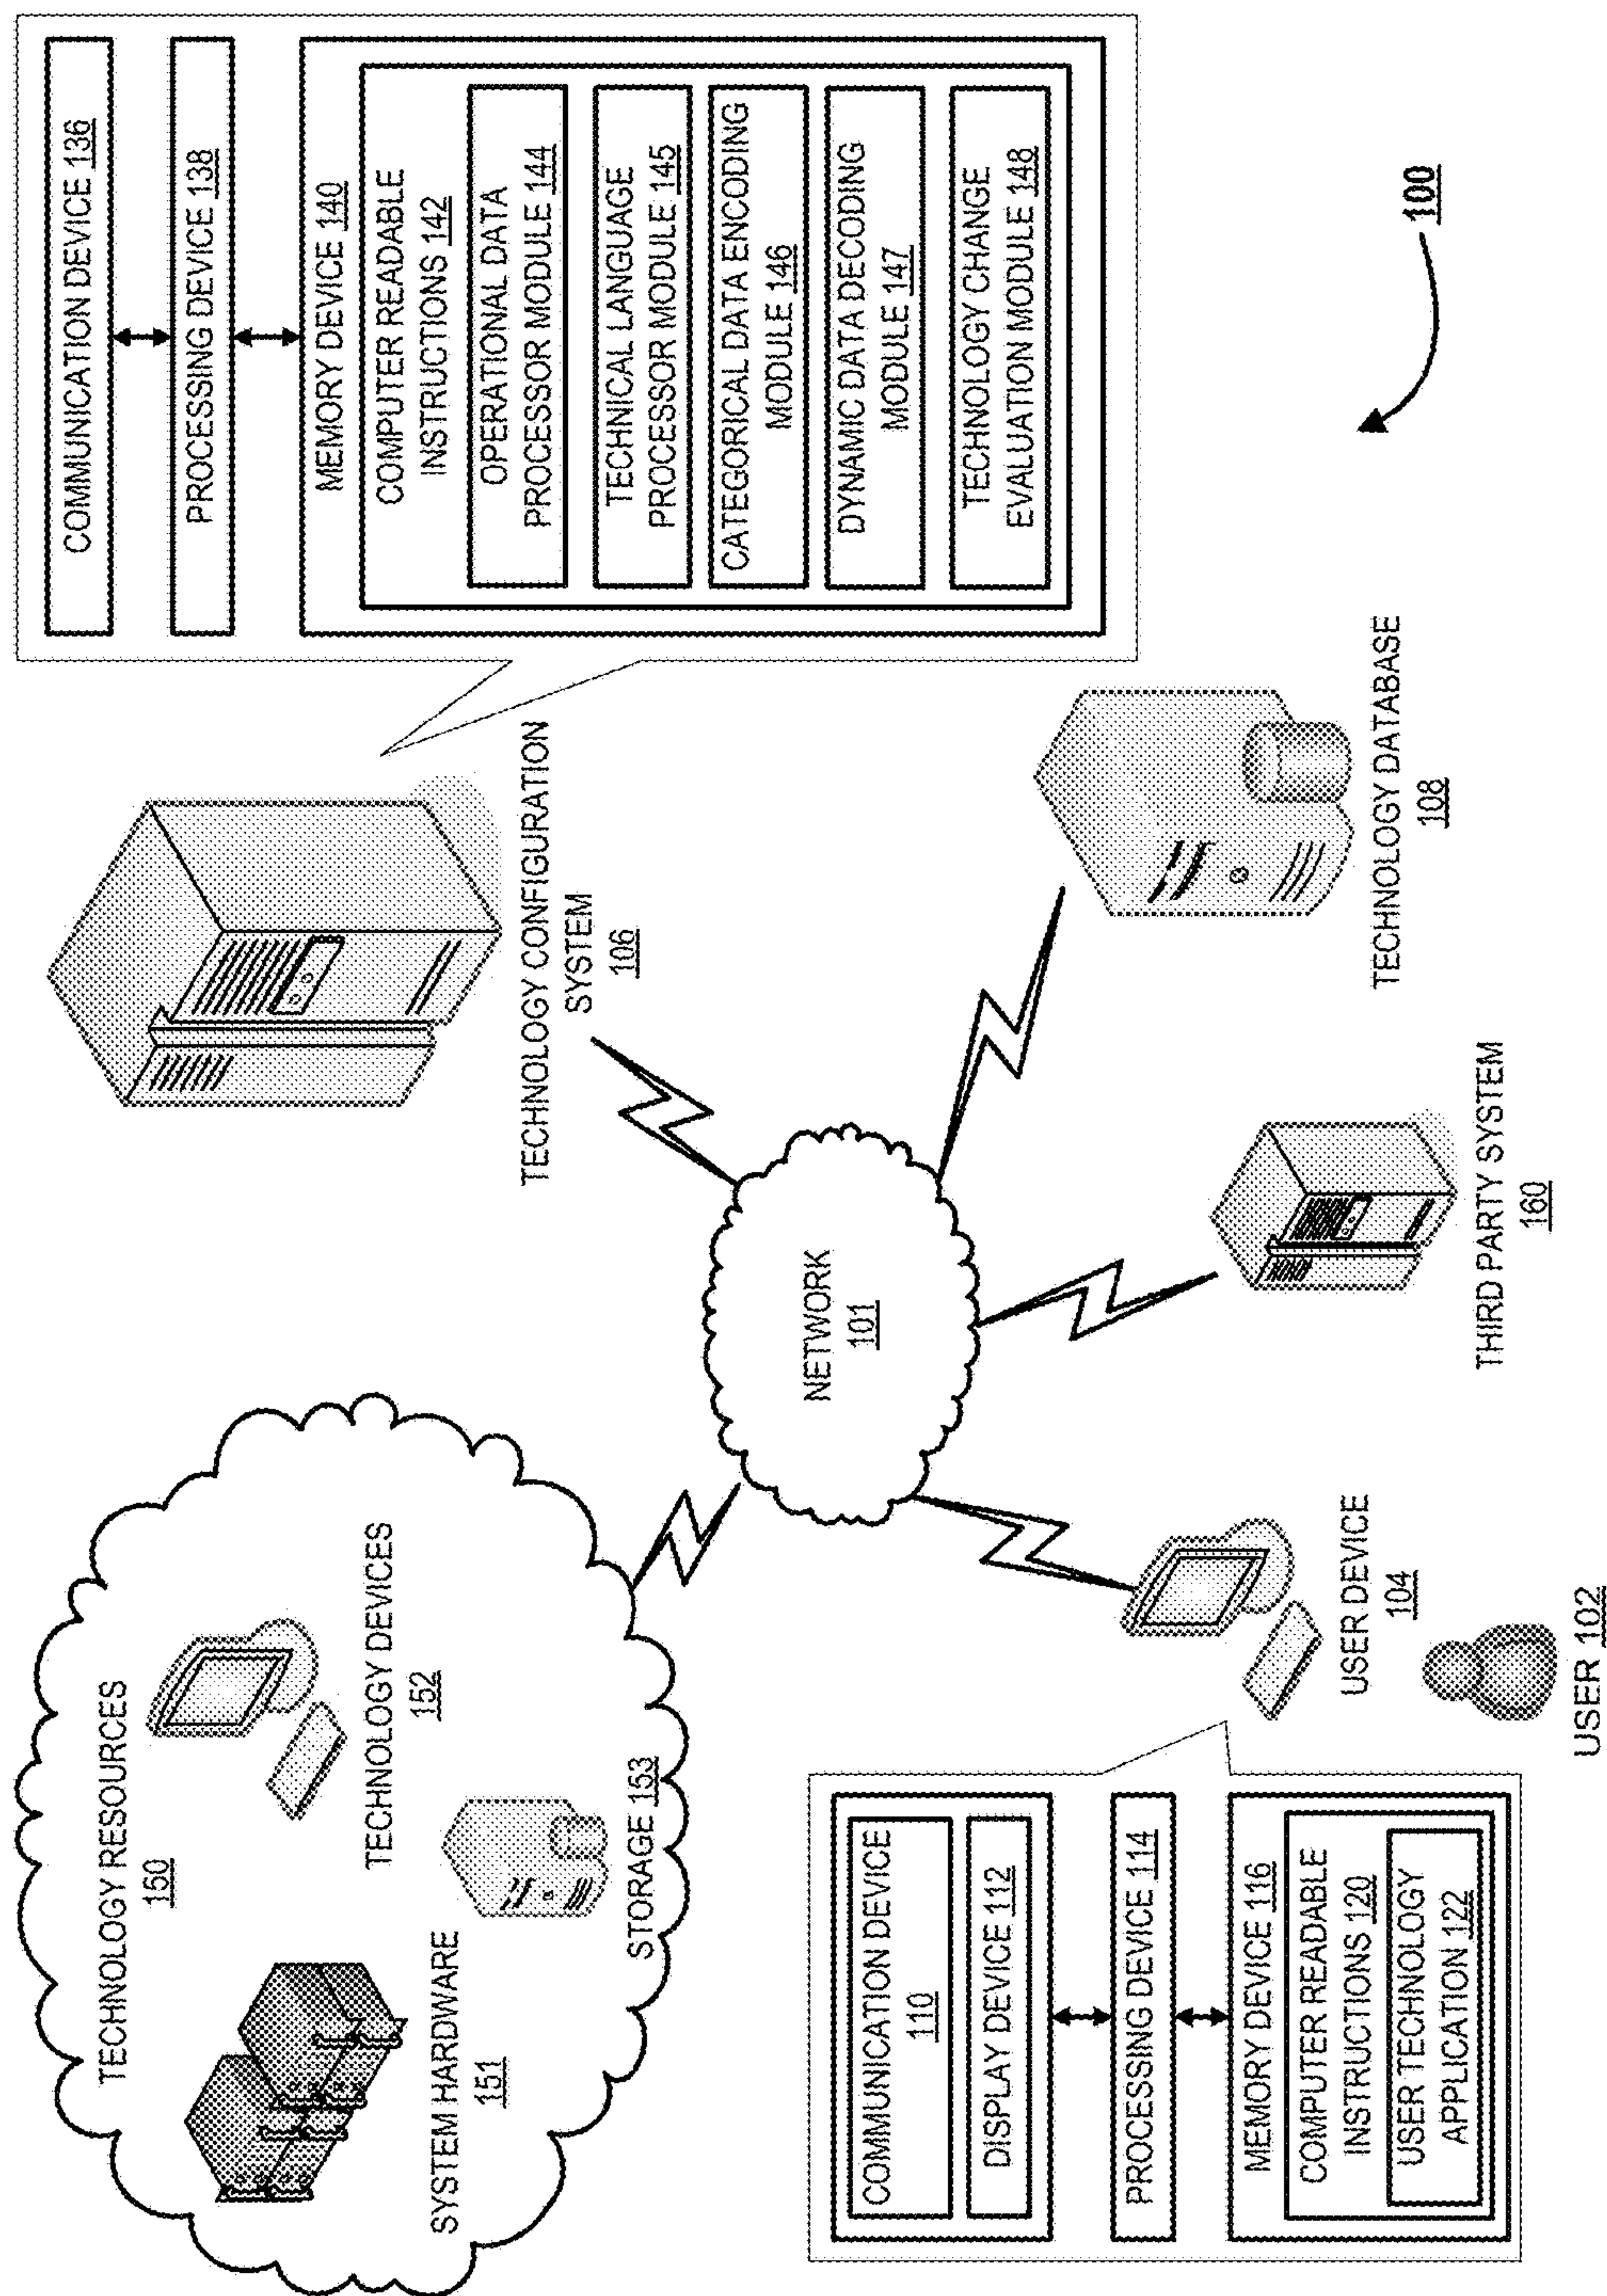 TECHNOLOGY RESOURCES
150
TECHNOLOGY DEVICES
152
SYSTEM HARDWARE
151
STORAGE 153
TECHNOLOGY CONFIGURATION
SYSTEM
106
COMMUNICATION DEVICE 136
PROCESSING DEVICE 138
MEMORY DEVICE 140
COMPUTER READABLE
INSTRUCTIONS 142
OPERATIONAL DATA
PROCESSOR MODULE 144
TECHNICAL LANGUAGE
PROCESSOR MODULE 145
CATEGORICAL DATA ENCODING
MODULE 146
DYNAMIC DATA DECODING
MODULE 147
TECHNOLOGY CHANGE
EVALUATION MODULE 148
NETWORK
101
COMMUNICATION DEVICE
110
DISPLAY DEVICE 112
PROCESSING DEVICE 114
MEMORY DEVICE 116
COMPUTER READABLE
INSTRUCTIONS 120
USER TECHNOLOGY
APPLICATION 122
USER DEVICE
104
USER 102
THIRD PARTY SYSTEM
160
TECHNOLOGY DATABASE
108
100